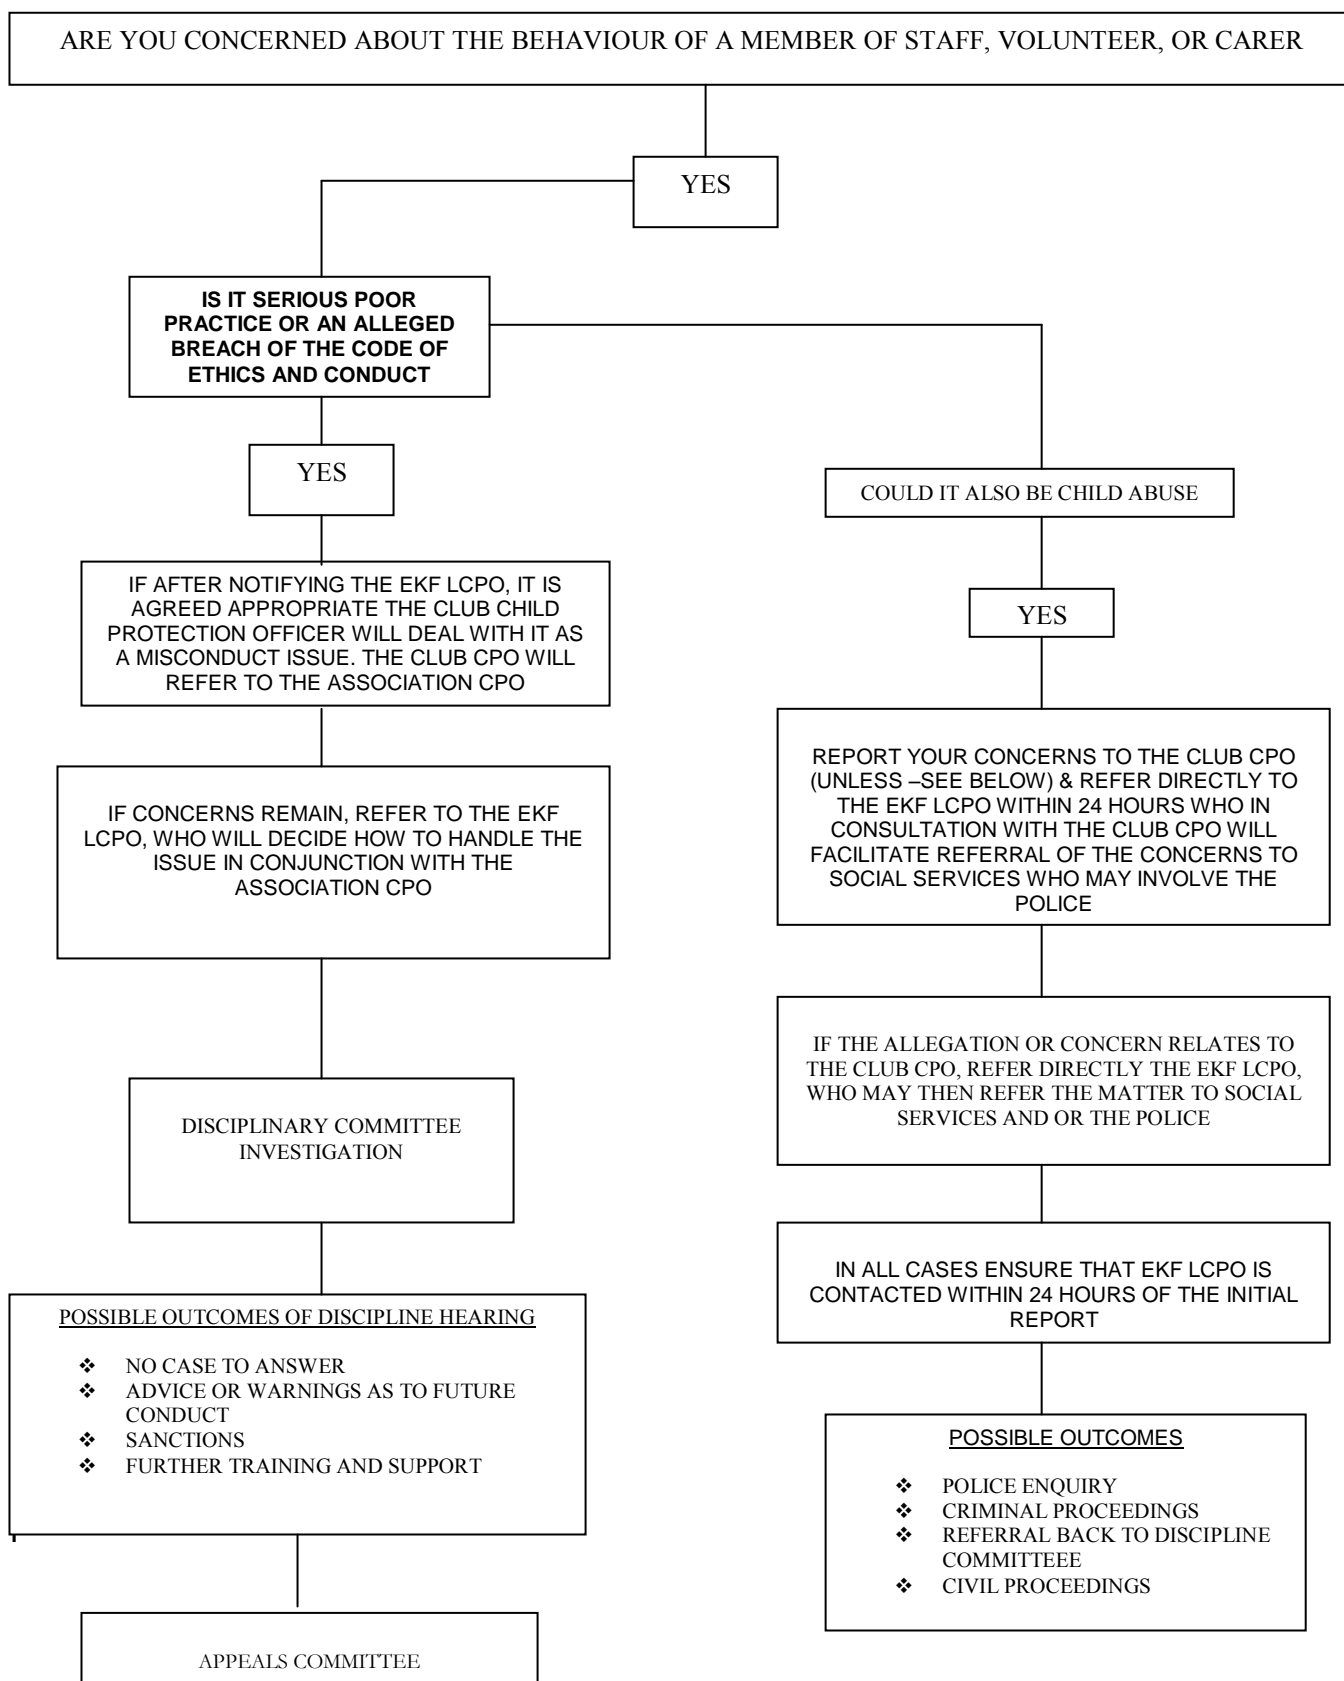 ARE YOU CONCERNED ABOUT THE BEHAVIOUR OF A MEMBER OF STAFF, VOLUNTEER, OR CARER
YES
IS IT SERIOUS POOR
PRACTICE OR AN ALLEGED
BREACH OF THE CODE OF
ETHICS AND CONDUCT
YES
IF AFTER NOTIFYING THE EKF LCPO, IT IS
AGREED APPROPRIATE THE CLUB CHILD
PROTECTION OFFICER WILL DEAL WITH IT AS
A MISCONDUCT ISSUE. THE CLUB CPO WILL
REFER TO THE ASSOCIATION CPO
IF CONCERNS REMAIN, REFER TO THE EKF
LCPO, WHO WILL DECIDE HOW TO HANDLE THE
ISSUE IN CONJUNCTION WITH THE
ASSOCIATION CPO
DISCIPLINARY COMMITTEE
INVESTIGATION
POSSIBLE OUTCOMES OF DISCIPLINE HEARING
❖ NO CASE TO ANSWER
❖ ADVICE OR WARNINGS AS TO FUTURE
CONDUCT
❖ SANCTIONS
❖ FURTHER TRAINING AND SUPPORT
APPEALS COMMITTEE
COULD IT ALSO BE CHILD ABUSE
YES
REPORT YOUR CONCERNS TO THE CLUB CPO
(UNLESS –SEE BELOW) & REFER DIRECTLY TO
THE EKF LCPO WITHIN 24 HOURS WHO IN
CONSULTATION WITH THE CLUB CPO WILL
FACILITATE REFERRAL OF THE CONCERNS TO
SOCIAL SERVICES WHO MAY INVOLVE THE
POLICE
IF THE ALLEGATION OR CONCERN RELATES TO
THE CLUB CPO, REFER DIRECTLY THE EKF LCPO,
WHO MAY THEN REFER THE MATTER TO SOCIAL
SERVICES AND OR THE POLICE
IN ALL CASES ENSURE THAT EKF LCPO IS
CONTACTED WITHIN 24 HOURS OF THE INITIAL
REPORT
POSSIBLE OUTCOMES
❖ POLICE ENQUIRY
❖ CRIMINAL PROCEEDINGS
❖ REFERRAL BACK TO DISCIPLINE
COMMITTEEE
❖ CIVIL PROCEEDINGS